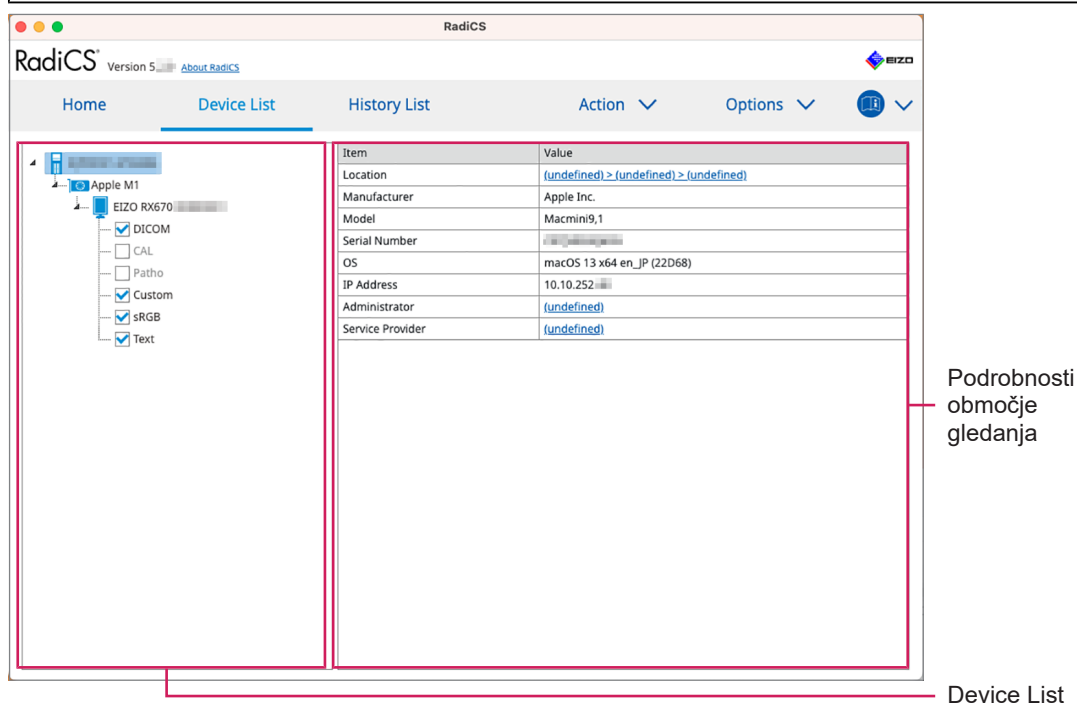 RadiCS
RadiCS Version 5. About RadiCS
EIZO
Home Device List History List Action Options
Apple M1
EIZO RX670
DICOM
CAL
Patho
Custom
sRGB
Text
Item Value
Location (undefined) > (undefined) > (undefined)
Manufacturer Apple Inc.
Model Macmini9,1
Serial Number
OS macOS 13 x64 en_JP (22D68)
IP Address 10.10.252
Administrator (undefined)
Service Provider (undefined)
Podrobnosti
območje
gledanja
Device List